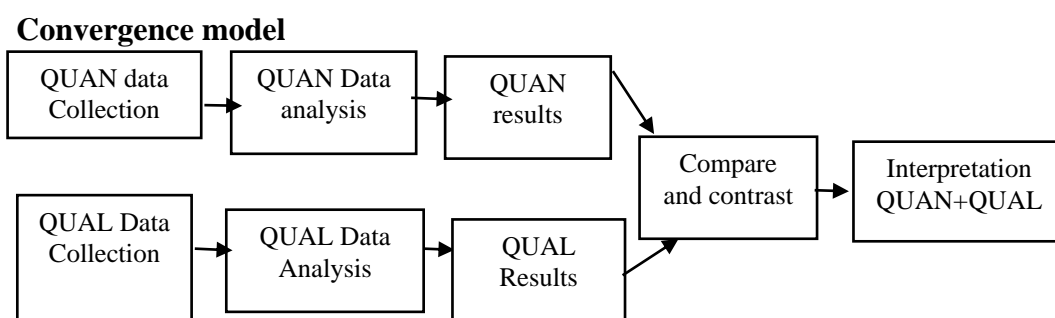 Convergence model
QUAN data
Collection
QUAN Data
analysis
QUAN
results
Compare
and contrast
Interpretation
QUAN+QUAL
QUAL Data
Collection
QUAL Data
Analysis
QUAL
Results